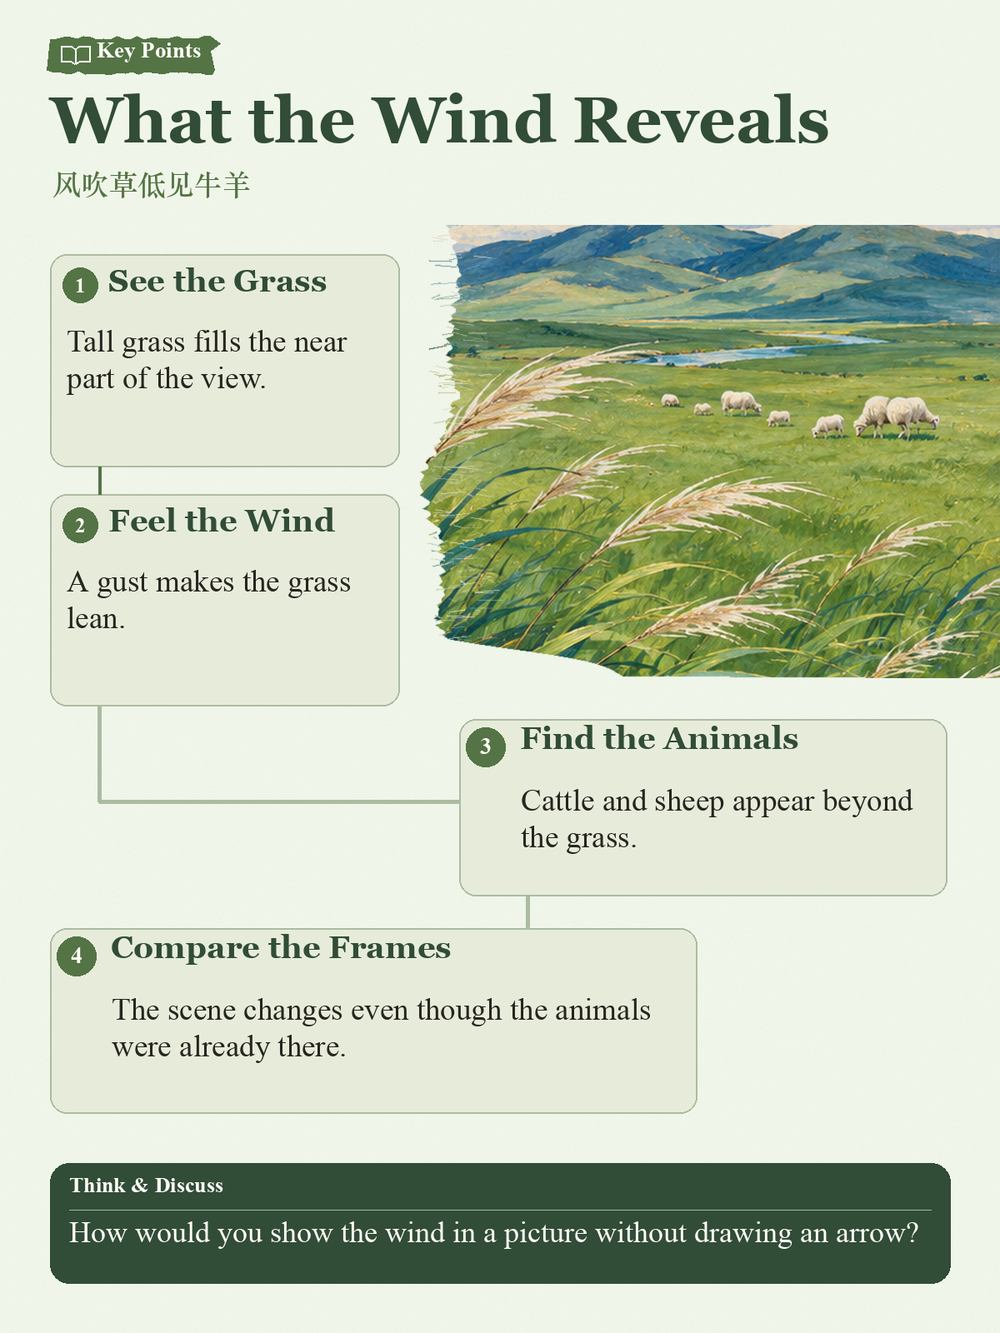 Key Points
What the Wind Reveals
风吹草低见牛羊
1 See the Grass
Tall grass fills the near
part of the view.
2 Feel the Wind
A gust makes the grass
lean.
3 Find the Animals
Cattle and sheep appear beyond
the grass.
4 Compare the Frames
The scene changes even though the animals
were already there.
Think & Discuss
How would you show the wind in a picture without drawing an arrow?